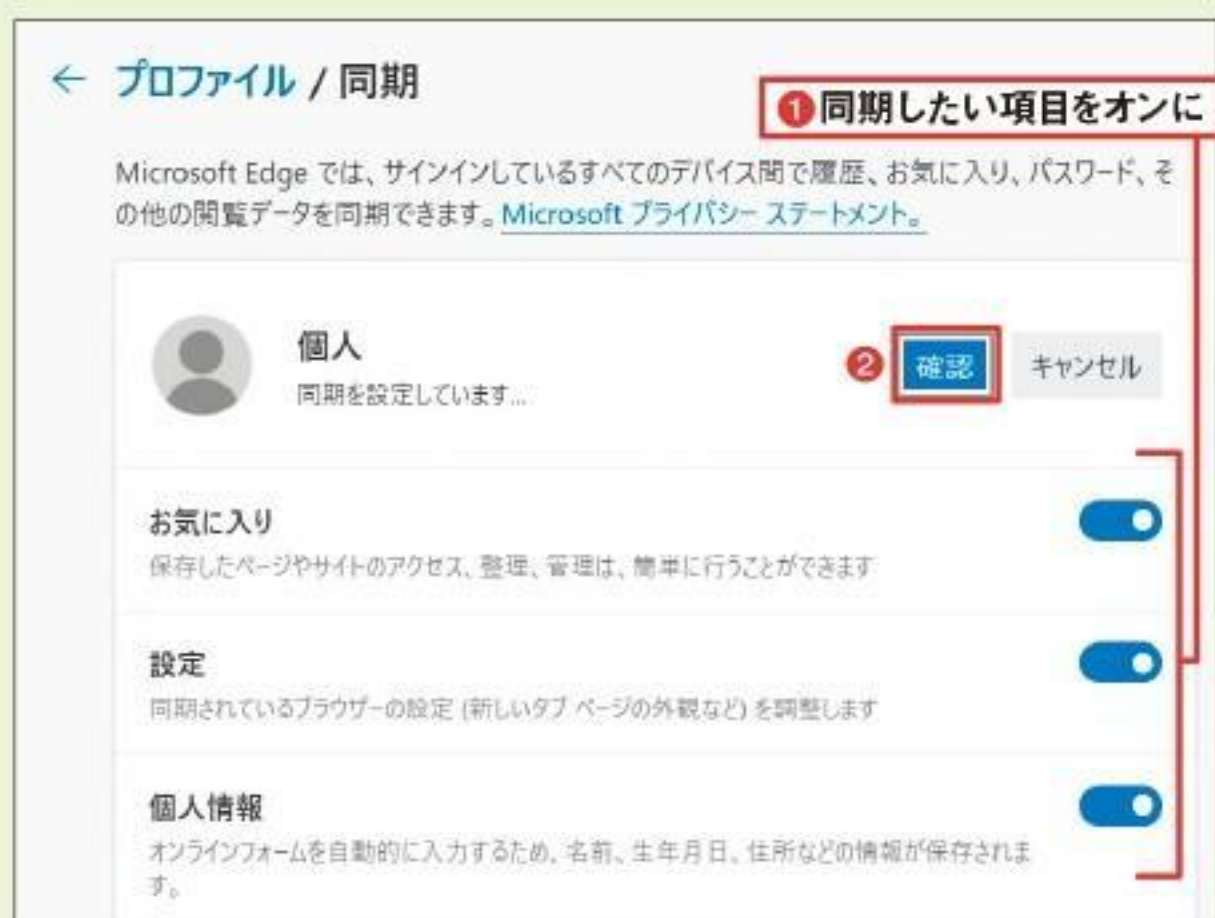 ← プロファイル / 同期
❶同期したい項目をオンに
Microsoft Edge では、サインインしているすべてのデバイス間で履歴、お気に入り、パスワード、そ
の他の閲覧データを同期できます。Microsoft プライバシー ステートメント。
個人
❷ 確認 キャンセル
同期を設定しています...
お気に入り
保存したページやサイトのアクセス、整理、管理は、簡単に行うことができます
設定
同期されているブラウザーの設定 (新しいタブ ページの外観など) を調整します
個人情報
オンラインフォームを自動的に入力するため、名前、生年月日、住所などの情報が保存されま
す。